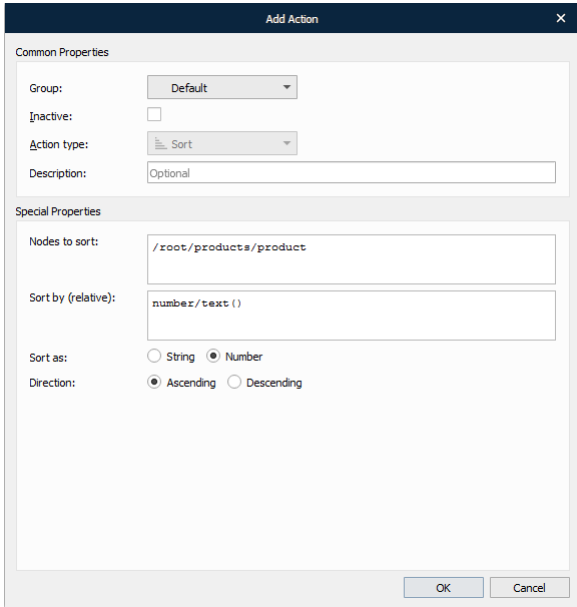 Add Action
Common Properties
Group: Default
Inactive:
Action type: Sort
Description: Optional
Special Properties
Nodes to sort: /root/products/product
Sort by (relative): number/text()
Sort as: String Number
Direction: Ascending Descending
OK Cancel